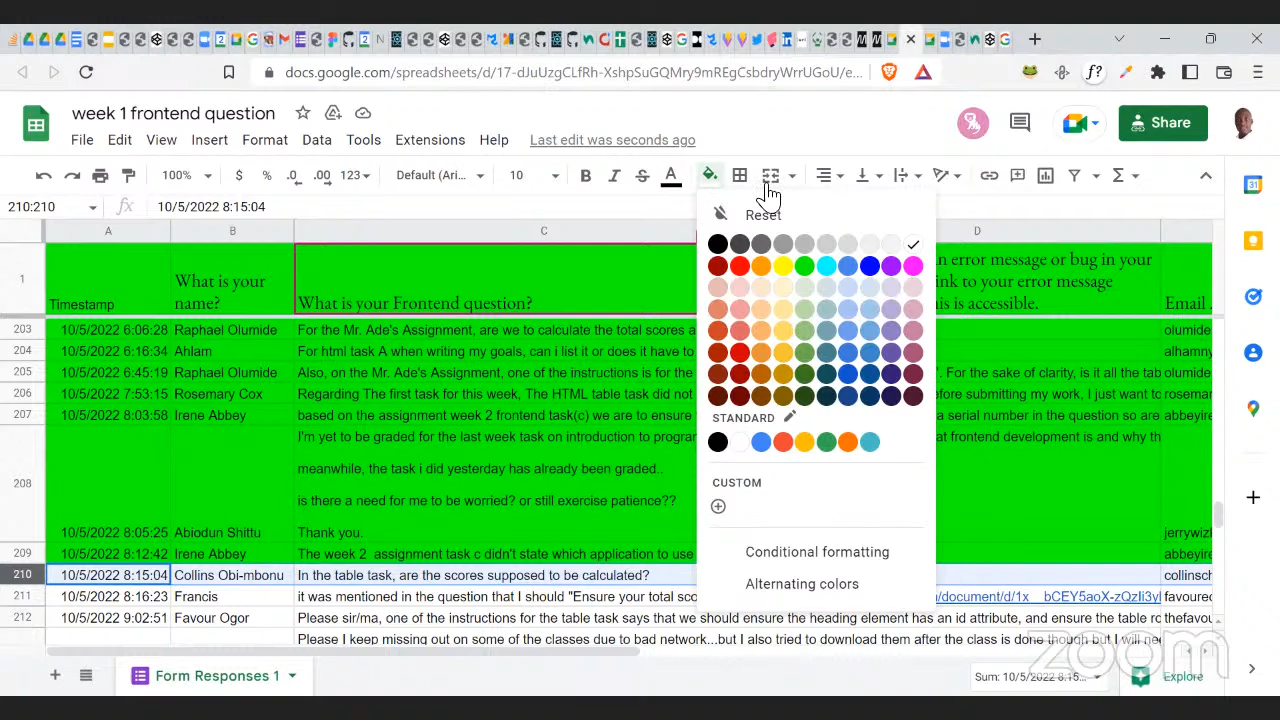 docs.google.com/spreadsheets/d/17-dJuUzgCLfRh-XshpSuGQMry9mREgCsbdryWrrUGoU/e...
week 1 frontend question
Share
File Edit View Insert Format Data Tools Extensions Help Last edit was seconds ago
100% $ % .0 .00 123 Default (Ari... 10 B I S A
210:210 fx 10/5/2022 8:15:04
Reset
A B C D
1 Timestamp What is your name? What is your Frontend question?
n error message or bug in your
nk to your error message
is is accessible. Email
203 10/5/2022 6:06:28 Raphael Olumide For the Mr. Ade's Assignment, are we to calculate the total scores a olumides
204 10/5/2022 6:16:34 Ahlam For html task A when writing my goals, can i list it or does it have to alhamny
205 10/5/2022 6:45:19 Raphael Olumide Also, on the Mr. Ade's Assignment, one of the instructions is for the '. For the sake of clarity, is it all the tab olumides
206 10/5/2022 7:53:15 Rosemary Cox Regarding The first task for this week, The HTML table task did not efore submitting my work, I just want to rosemar
207 10/5/2022 8:03:58 Irene Abbey based on the assignment week 2 frontend task(c) we are to ensure a serial number in the question so are abbeyire
I'm yet to be graded for the last week task on introduction to progran at frontend development is and why th
meanwhile, the task i did yesterday has already been graded..
208 is there a need for me to be worried? or still exercise patience??
10/5/2022 8:05:25 Abiodun Shittu Thank you. jerrywizk
209 10/5/2022 8:12:42 Irene Abbey The week 2 assignment task c didn't state which application to use abbeyire
210 10/5/2022 8:15:04 Collins Obi-mbonu In the table task, are the scores supposed to be calculated? collinsch
211 10/5/2022 8:16:23 Francis it was mentioned in the question that I should "Ensure your total sco /document/d/1x__bCEY5aoX-zQzIi3yl favoured
212 10/5/2022 9:02:51 Favour Ogor Please sir/ma, one of the instructions for the table task says that we should ensure the heading element has an id attribute, and ensure the table ro thefavou
Please I keep missing out on some of the classes due to bad network...but I also tried to download them after the class is done though but I will nee
STANDARD
CUSTOM
Conditional formatting
Alternating colors
Form Responses 1 Sum: 10/5/2022 8:15... Explore
zoom